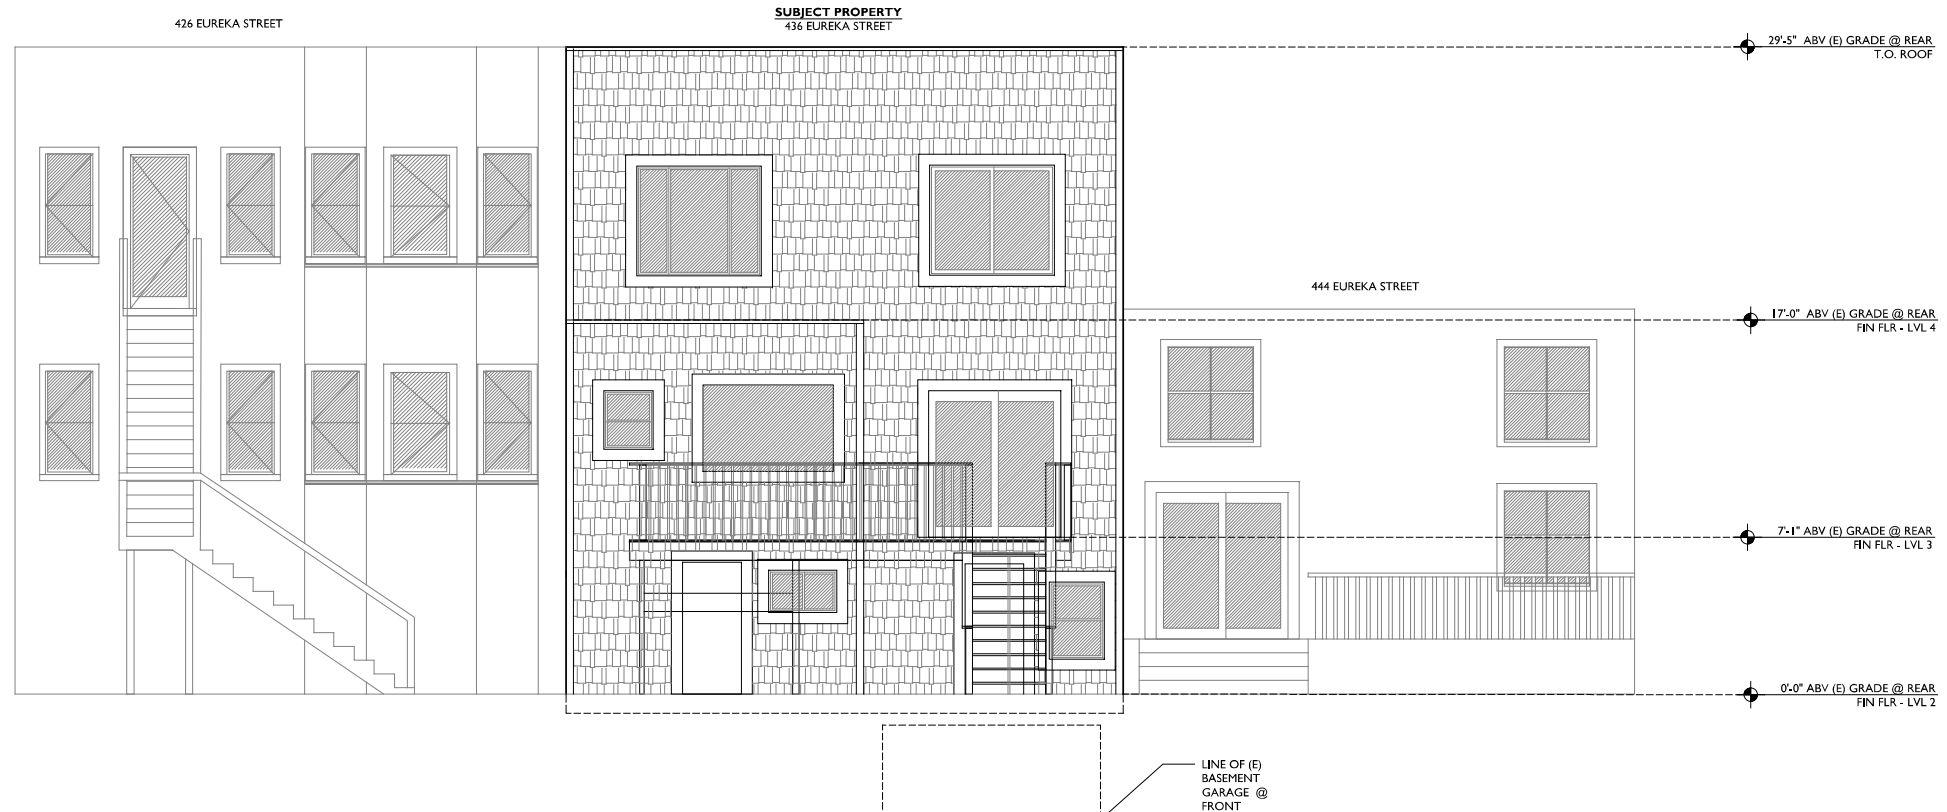 426 EUREKA STREET
SUBJECT PROPERTY
436 EUREKA STREET
29'-5" ABV (E) GRADE @ REAR
T.O. ROOF
444 EUREKA STREET
17'-0" ABV (E) GRADE @ REAR
FIN FLR - LVL 4
7'-1" ABV (E) GRADE @ REAR
FIN FLR - LVL 3
0'-0" ABV (E) GRADE @ REAR
FIN FLR - LVL 2
LINE OF (E)
BASEMENT
GARAGE @
FRONT